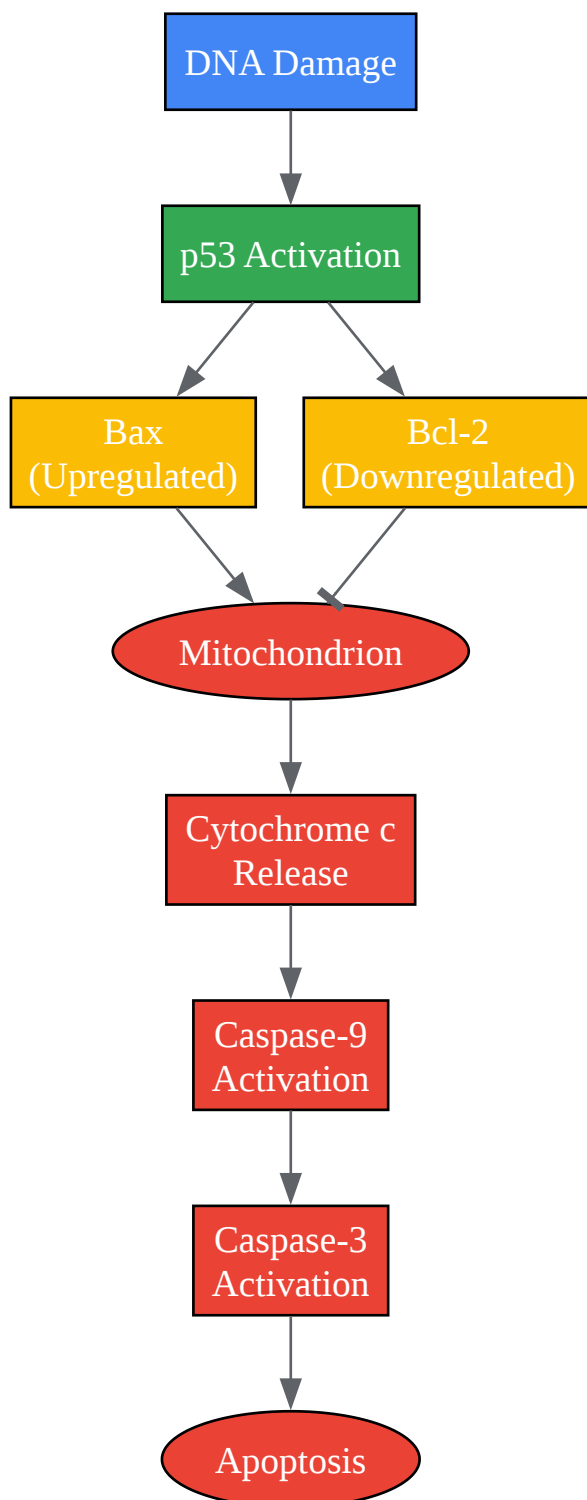 DNA Damage
p53 Activation
Bax
(Upregulated)
Bcl-2
(Downregulated)
Mitochondrion
Cytochrome c
Release
Caspase-9
Activation
Caspase-3
Activation
Apoptosis